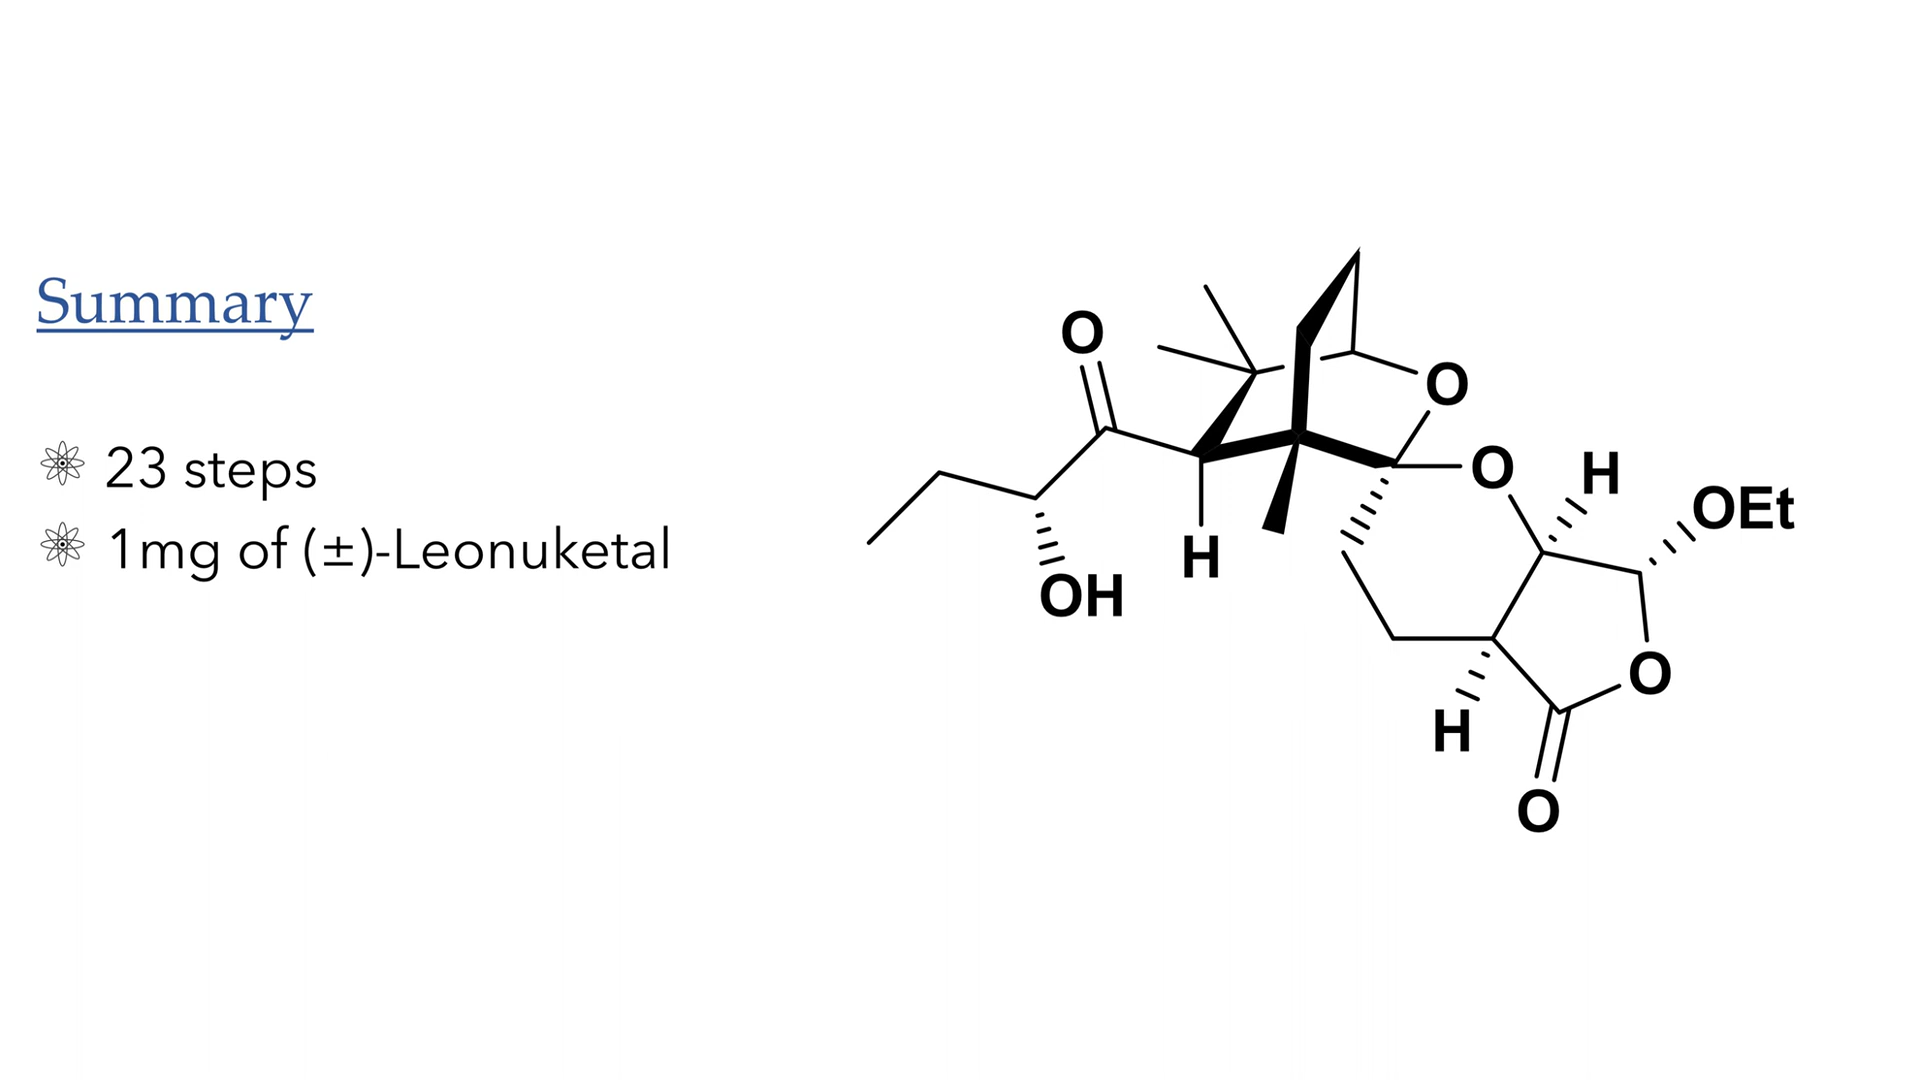 Summary
23 steps
1mg of (±)-Leonuketal
O
O
O
H
OEt
H
OH
O
H
O